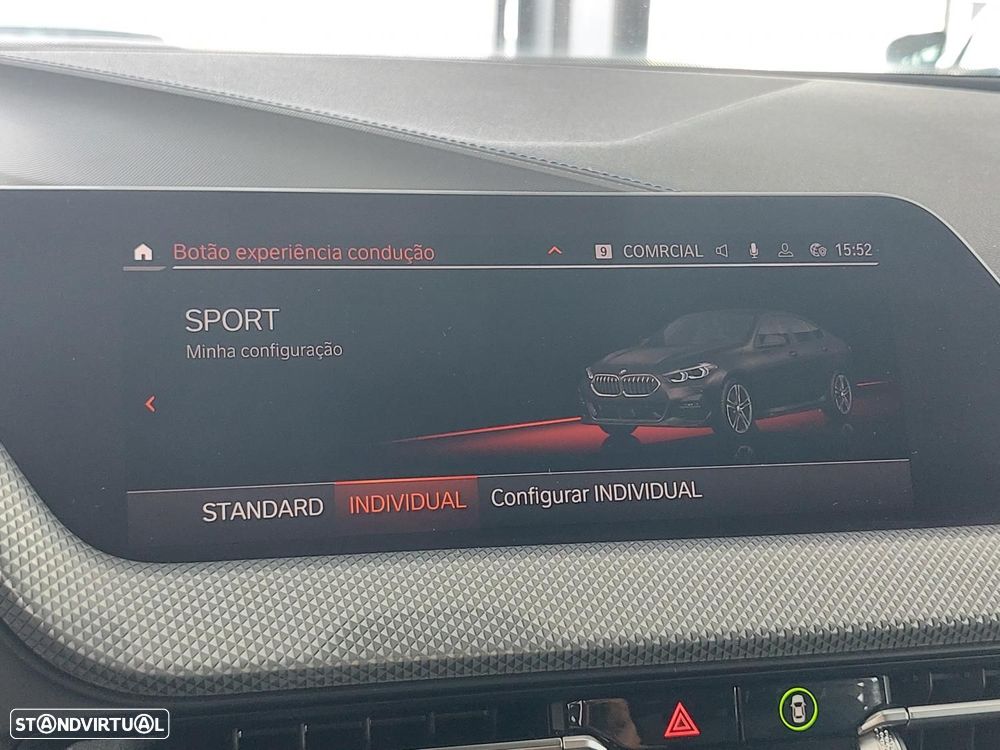 Botão experiência condução
9 COMRCIAL 15:52
SPORT
Minha configuração
STANDARD INDIVIDUAL Configurar INDIVIDUAL
STANDVIRTUAL